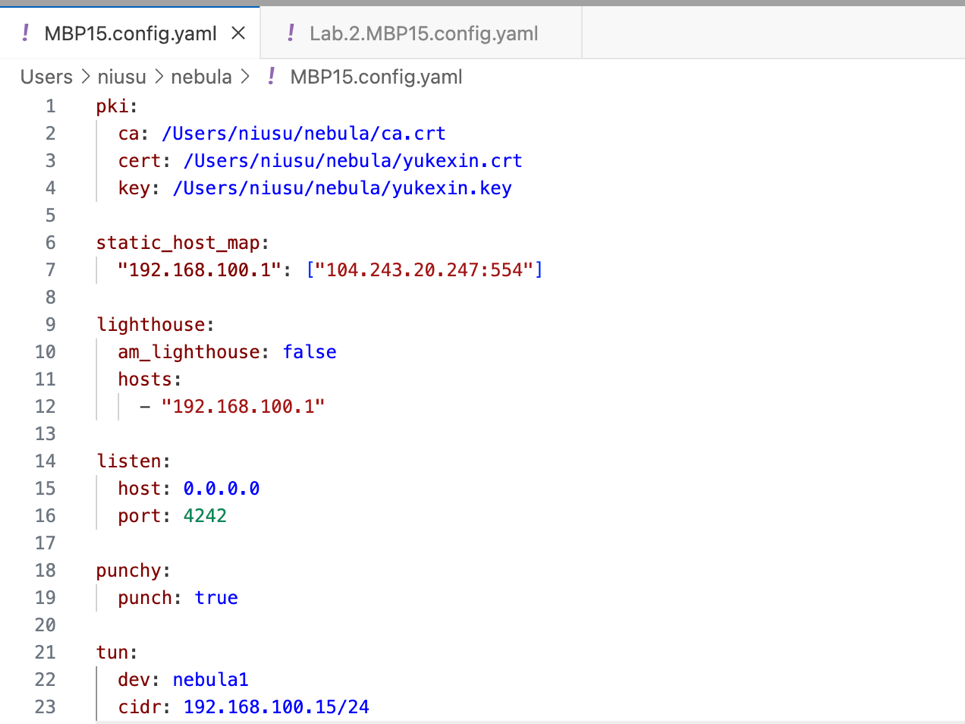 ! MBP15.config.yaml × ! Lab.2.MBP15.config.yaml
Users > niusu > nebula > ! MBP15.config.yaml
1 pki:
2 ca: /Users/niusu/nebula/ca.crt
3 cert: /Users/niusu/nebula/yukexin.crt
4 key: /Users/niusu/nebula/yukexin.key
5
6 static_host_map:
7 "192.168.100.1": ["104.243.20.247:554"]
8
9 lighthouse:
10 am_lighthouse: false
11 hosts:
12 - "192.168.100.1"
13
14 listen:
15 host: 0.0.0.0
16 port: 4242
17
18 punchy:
19 punch: true
20
21 tun:
22 dev: nebula1
23 cidr: 192.168.100.15/24